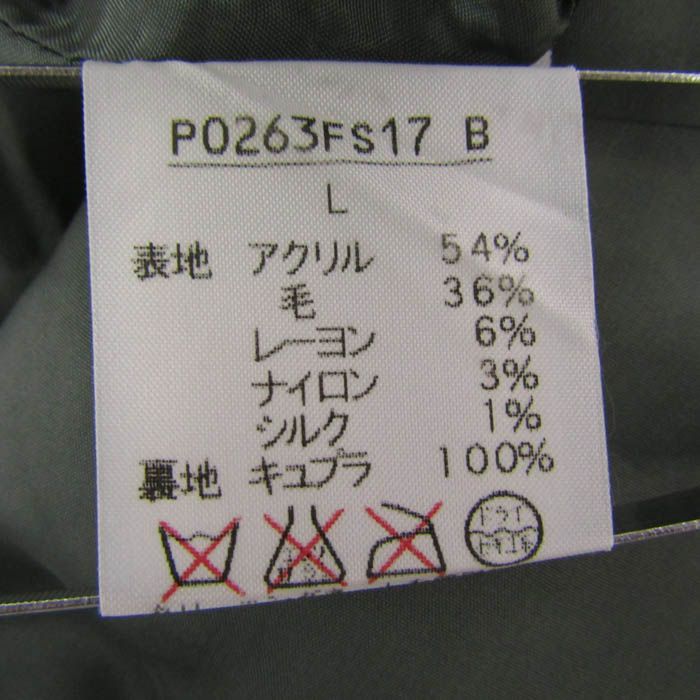 P0263FS17 B
L
表地 アクリル 54%
毛 36%
レーヨン 6%
ナイロン 3%
シルク 1%
裏地 キュプラ 100%
ドライ